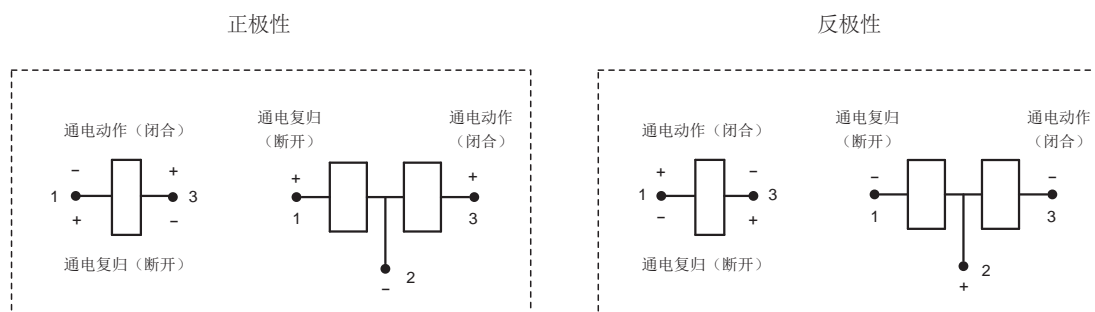 正极性
反极性
通电动作（闭合）
通电复归
（断开）
通电动作
（闭合）
通电动作（闭合）
通电复归
（断开）
通电动作
（闭合）
− +
1 3
+ −
通电复归（断开）
+ +
1 3
2
−
+ −
1 3
− +
通电复归（断开）
− −
1 3
2
+